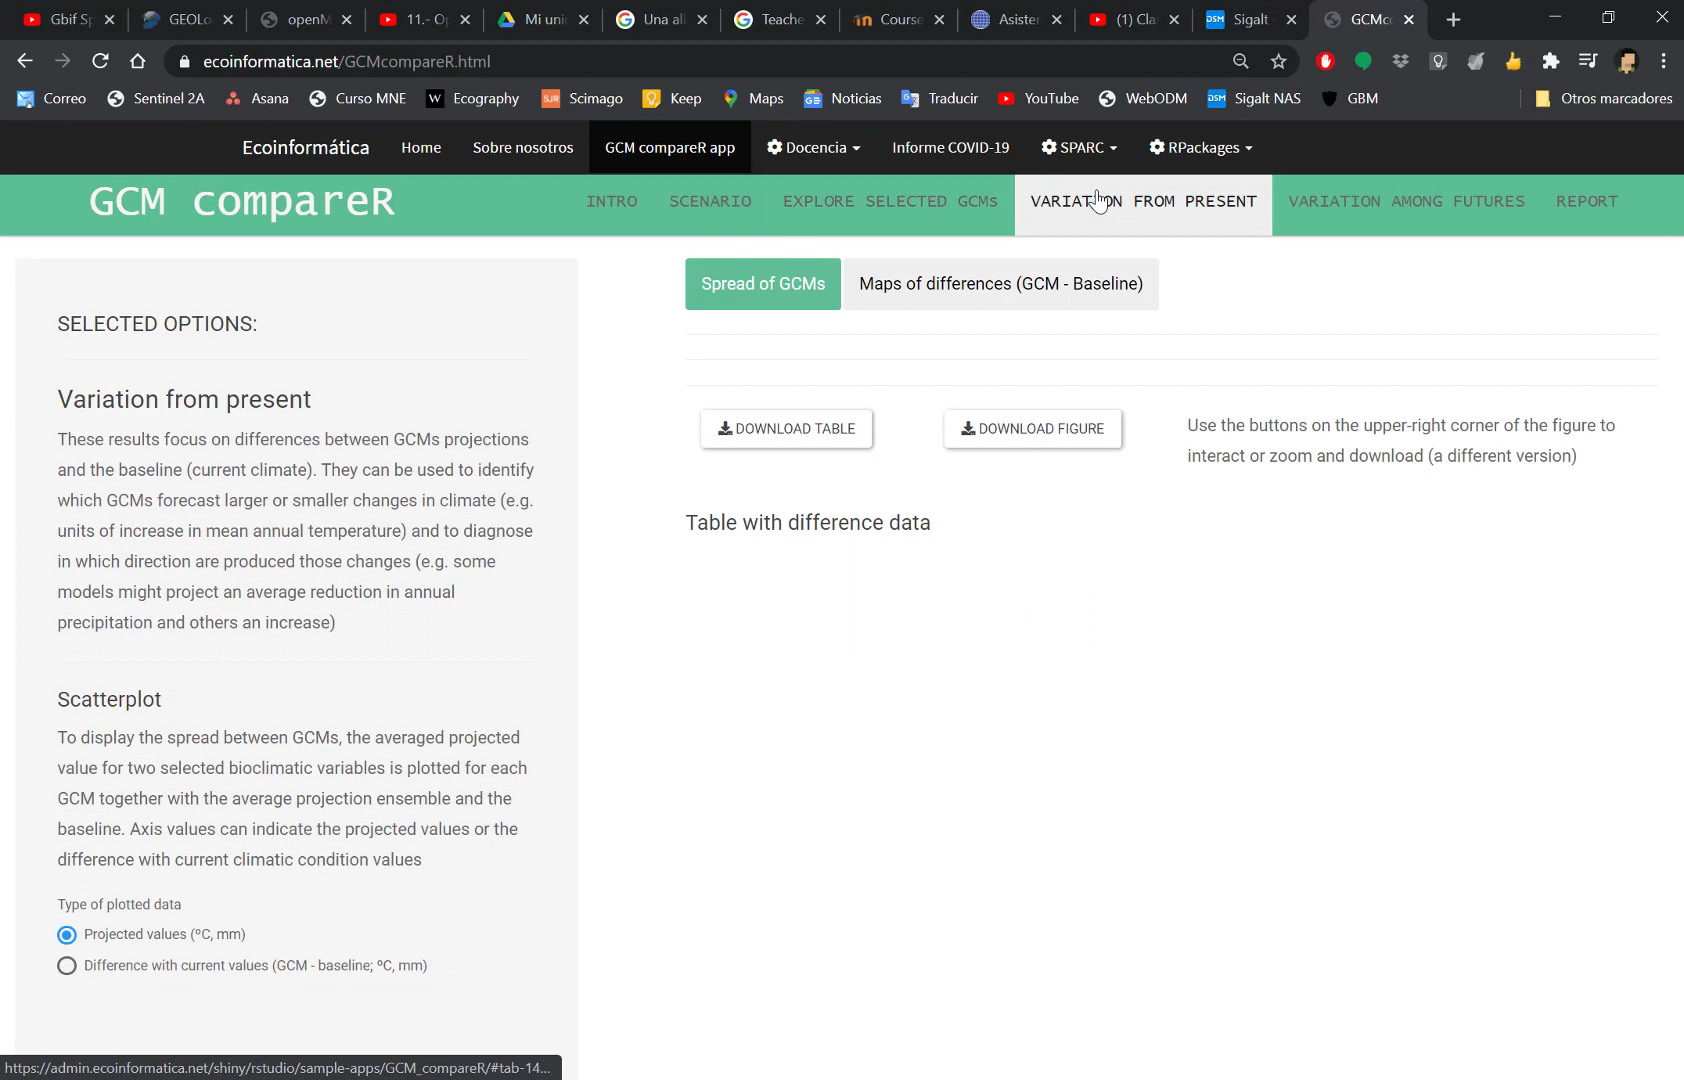 Gbif Sp
GEOLo
openM
11.- Op
Mi unic
Una ali
Teache
Course
Asister
(1) Cla
Sigalt
GCMco
ecoinformatica.net/GCMcompareR.html
Correo
Sentinel 2A
Asana
Curso MNE
W Ecography
SJR Scimago
Keep
Maps
Noticias
Traducir
YouTube
WebODM
DSM Sigalt NAS
GBM
Otros marcadores
Ecoinformática
Home
Sobre nosotros
GCM compareR app
Docencia
Informe COVID-19
SPARC
RPackages
GCM compareR
INTRO
SCENARIO
EXPLORE SELECTED GCMs
VARIATION FROM PRESENT
VARIATION AMONG FUTURES
REPORT
SELECTED OPTIONS:
Variation from present
These results focus on differences between GCMs projections
and the baseline (current climate). They can be used to identify
which GCMs forecast larger or smaller changes in climate (e.g.
units of increase in mean annual temperature) and to diagnose
in which direction are produced those changes (e.g. some
models might project an average reduction in annual
precipitation and others an increase)
Scatterplot
To display the spread between GCMs, the averaged projected
value for two selected bioclimatic variables is plotted for each
GCM together with the average projection ensemble and the
baseline. Axis values can indicate the projected values or the
difference with current climatic condition values
Type of plotted data
Projected values (ºC, mm)
Difference with current values (GCM - baseline; ºC, mm)
Spread of GCMs
Maps of differences (GCM - Baseline)
DOWNLOAD TABLE
DOWNLOAD FIGURE
Use the buttons on the upper-right corner of the figure to
interact or zoom and download (a different version)
Table with difference data
https://admin.ecoinformatica.net/shiny/rstudio/sample-apps/GCM_compareR/#tab-14...